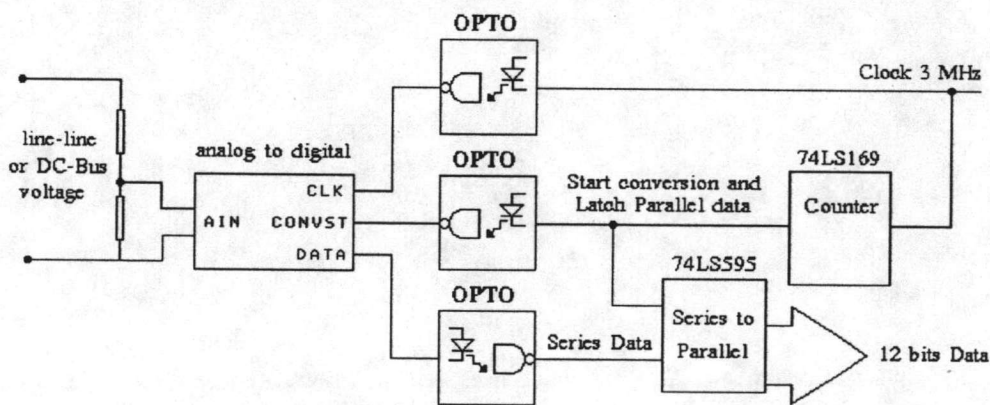 OPTO
Clock 3 MHz
line-line
or DC-Bus
voltage
analog to digital
CLK
AIN
CONVST
DATA
OPTO
Start conversion and
Latch Parallel data
74LS169
Counter
OPTO
Series Data
74LS595
Series to
Parallel
12 bits Data